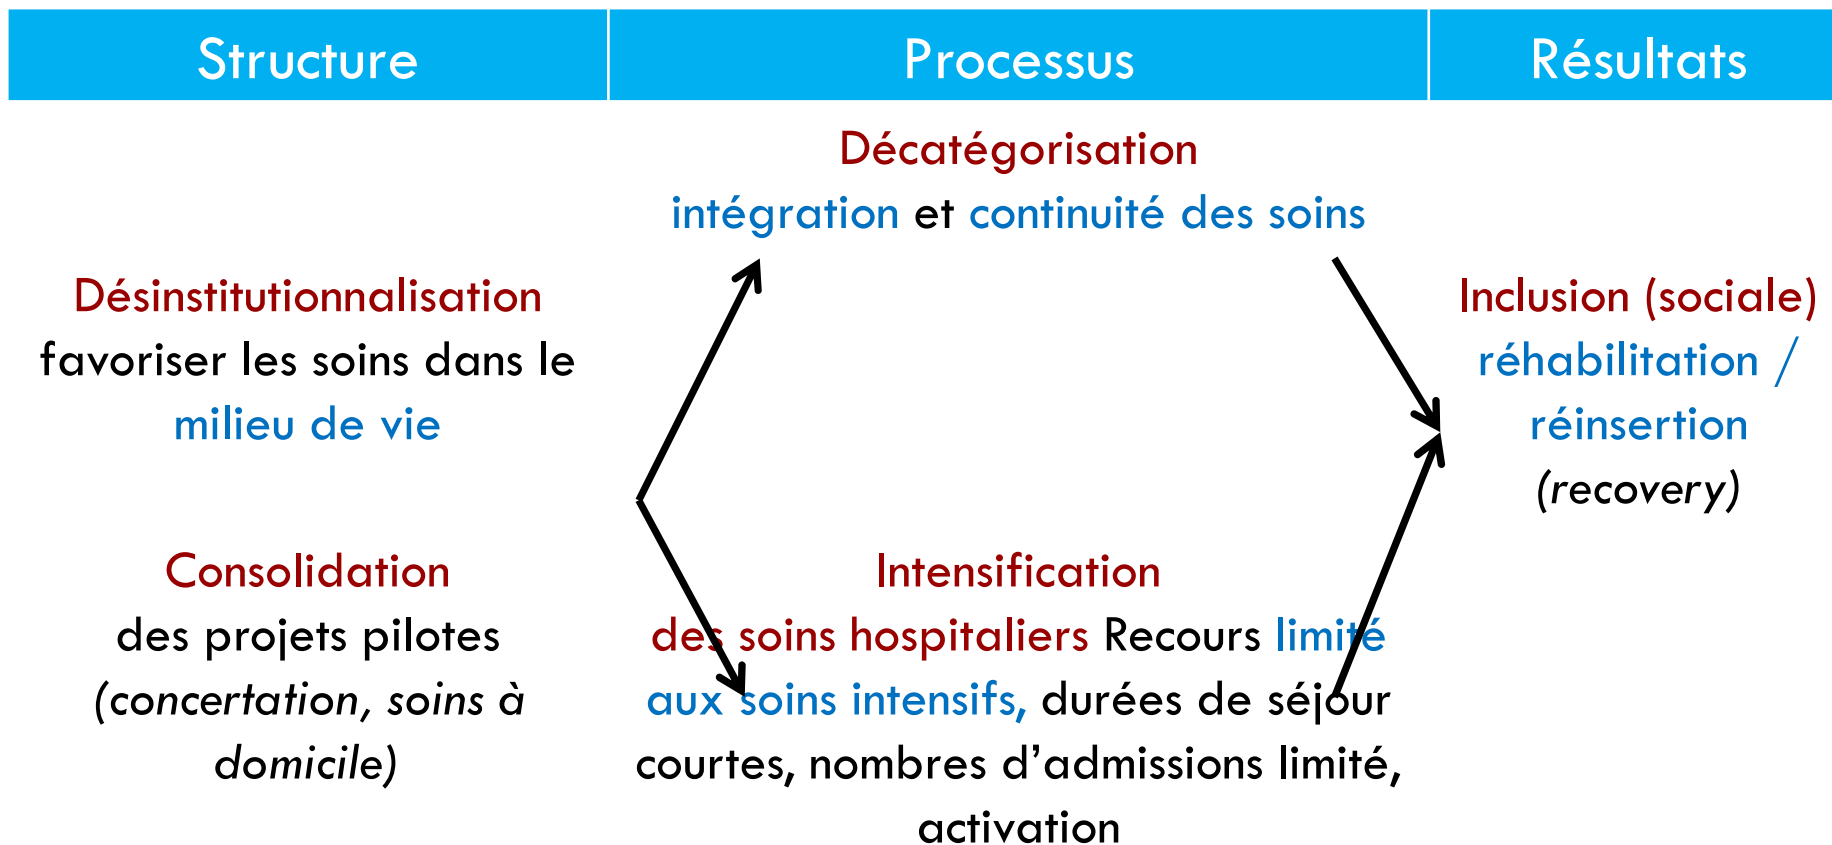 Structure
Processus
Résultats
Désinstitutionnalisation
favoriser les soins dans le
milieu de vie
Consolidation
des projets pilotes
(concertation, soins à
domicile)
Décatégorisation
intégration et continuité des soins
Intensification
des soins hospitaliers Recours limité
aux soins intensifs, durées de séjour
courtes, nombres d’admissions limité,
activation
Inclusion (sociale)
réhabilitation /
réinsertion
(recovery)